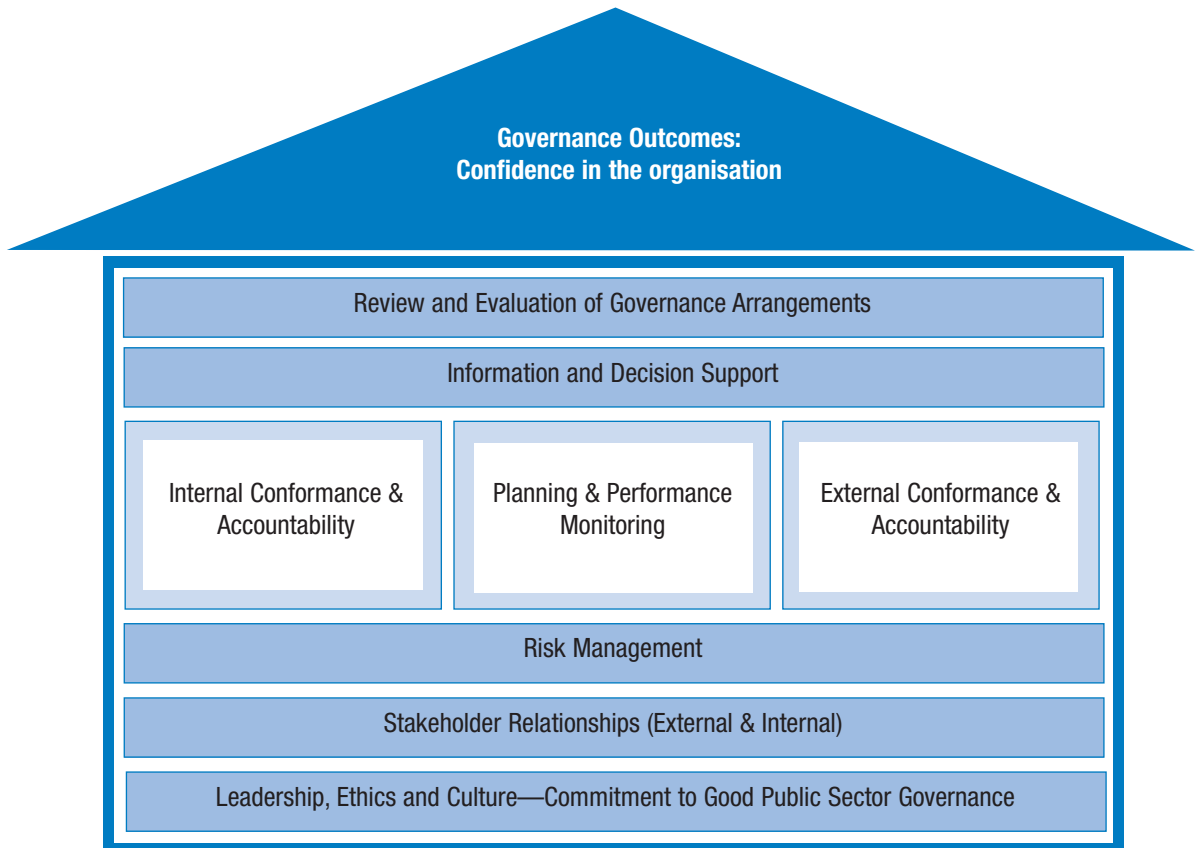 Governance Outcomes:
Confidence in the organisation
Review and Evaluation of Governance Arrangements
Information and Decision Support
Internal Conformance &
Accountability
Planning & Performance
Monitoring
External Conformance &
Accountability
Risk Management
Stakeholder Relationships (External & Internal)
Leadership, Ethics and Culture—Commitment to Good Public Sector Governance